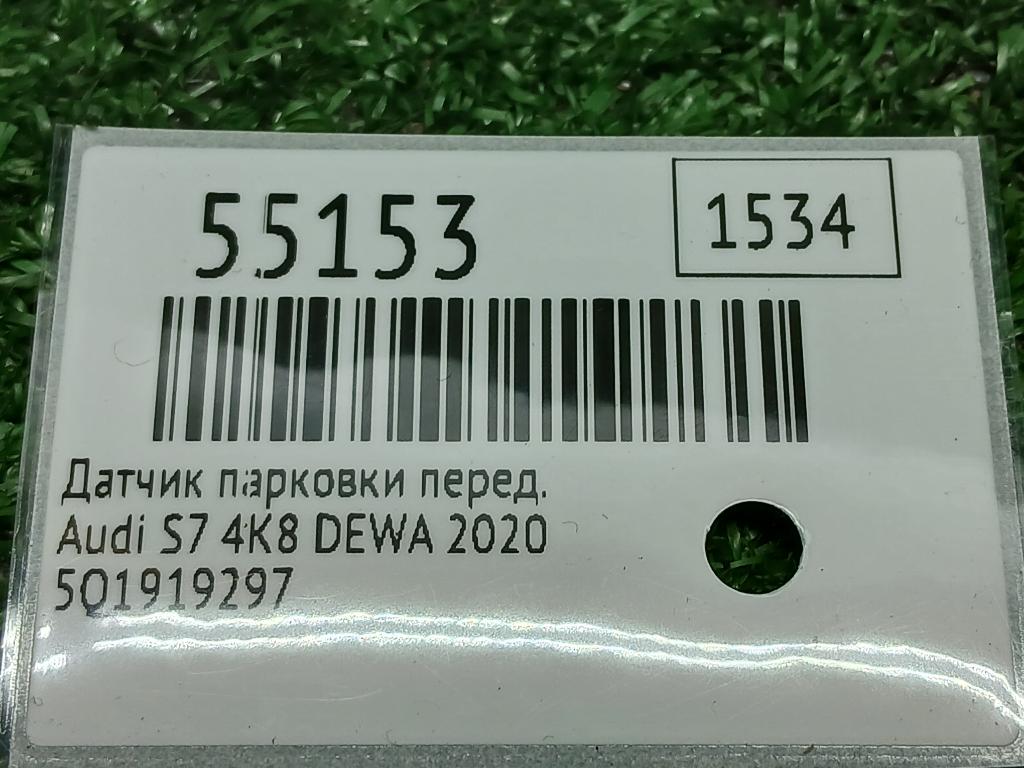 55153
1534
Датчик парковки перед.
Audi S7 4K8 DEWA 2020
5Q1919297